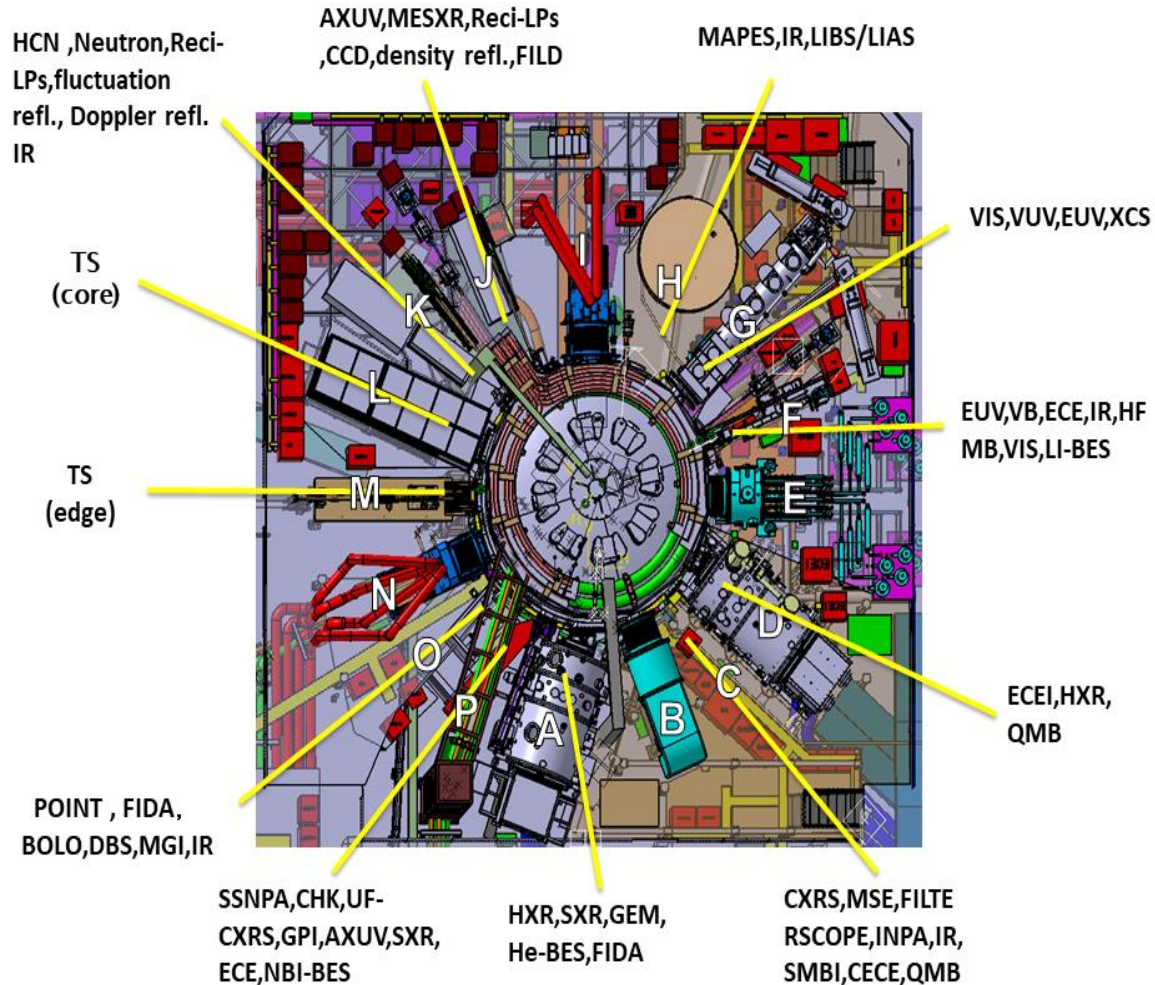 HCN ,Neutron,Reci-
LPs,fluctuation
refl., Doppler refl.
IR
AXUV,MESXR,Reci-LPs
,CCD,density refl.,FILD
MAPES,IR,LIBS/LIAS
VIS,VUV,EUV,XCS
TS
(core)
EUV,VB,ECE,IR,HF
MB,VIS,LI-BES
TS
(edge)
ECEI,HXR,
QMB
POINT , FIDA,
BOLO,DBS,MGI,IR
SSNPA,CHK,UF-
CXRS,GPI,AXUV,SXR,
ECE,NBI-BES
HXR,SXR,GEM,
He-BES,FIDA
CXRS,MSE,FILTE
RSCOPE,INPA,IR,
SMBI,CECE,QMB
I
J
H
K
G
L
F
M
E
N
D
O
C
P
A
B
ECEI
ECEI